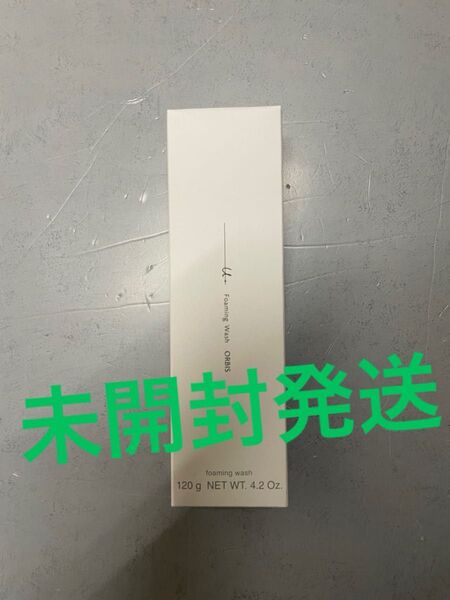 u.
Foaming Wash ORBIS
未開封発送
foaming wash
120 g NET WT. 4.2 Oz.